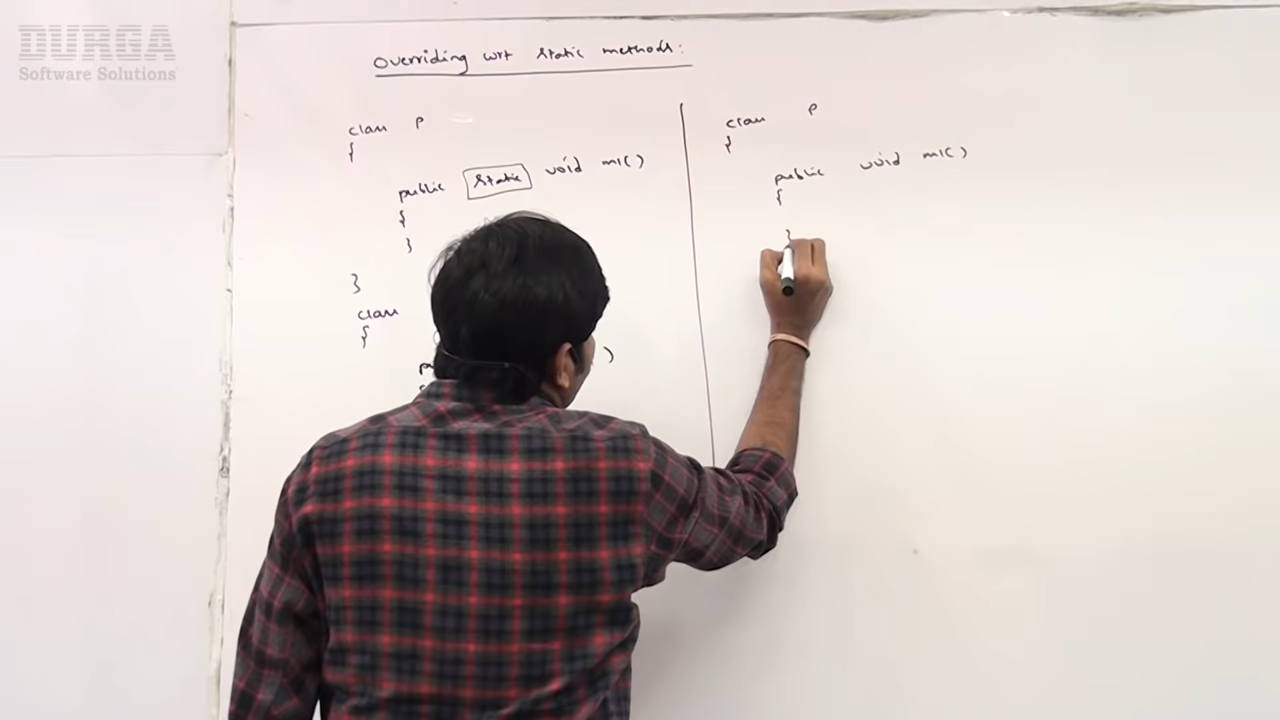 DURGA
Software Solutions
Overriding wrt static methods:
class P
{
public static void m1()
{
}
}
class
{
)
class P
{
public void m1()
{
}